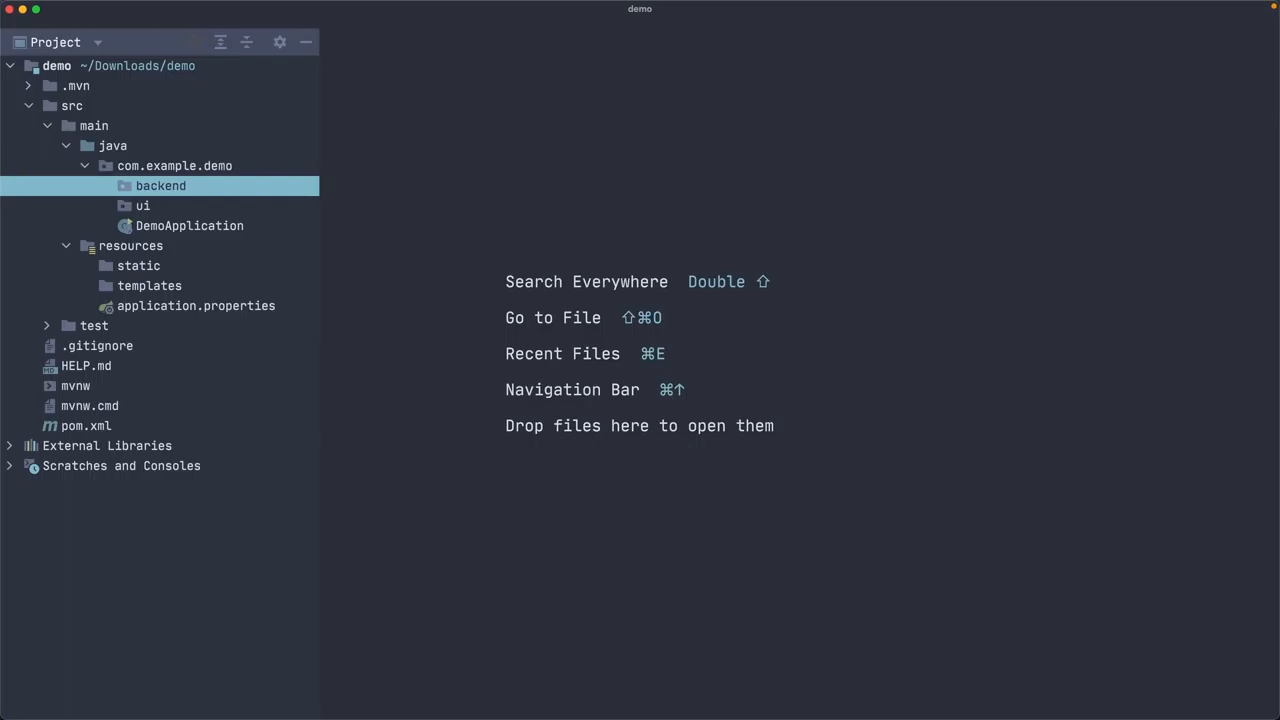 demo
Project
demo ~/Downloads/demo
.mvn
src
main
java
com.example.demo
backend
ui
DemoApplication
resources
static
templates
application.properties
test
.gitignore
HELP.md
mvnw
mvnw.cmd
pom.xml
External Libraries
Scratches and Consoles
Search Everywhere Double ⇧
Go to File ⇧⌘O
Recent Files ⌘E
Navigation Bar ⌘↑
Drop files here to open them